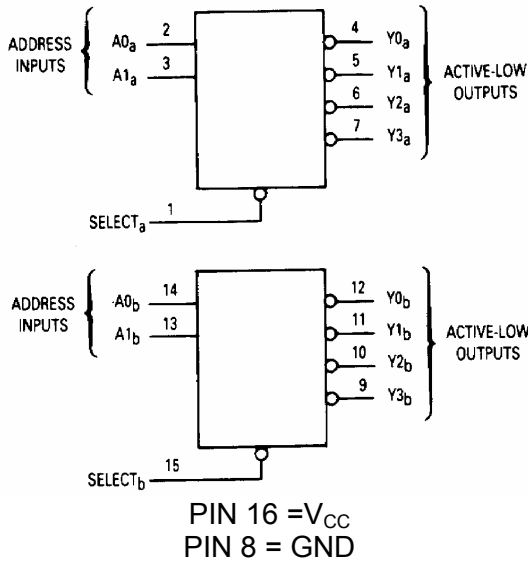 ADDRESS
INPUTS
A0a 2
A1a 3
4 Y0a
5 Y1a
6 Y2a
7 Y3a
ACTIVE-LOW
OUTPUTS
SELECTa 1
ADDRESS
INPUTS
A0b 14
A1b 13
12 Y0b
11 Y1b
10 Y2b
9 Y3b
ACTIVE-LOW
OUTPUTS
SELECTb 15
PIN 16 =VCC
PIN 8 = GND